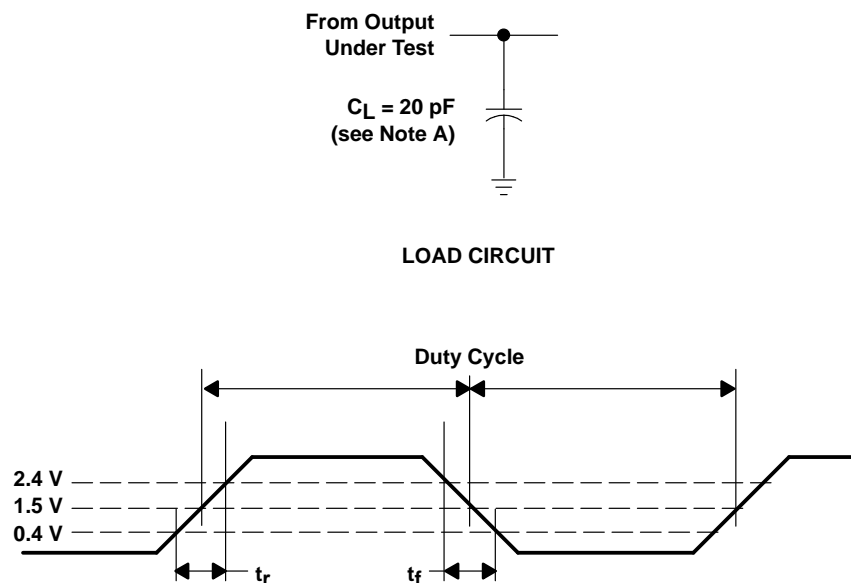 From Output
Under Test
CL = 20 pF
(see Note A)
LOAD CIRCUIT
Duty Cycle
2.4 V
1.5 V
0.4 V
tr
tf